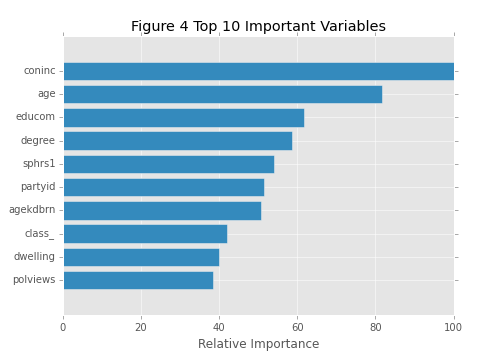 Figure 4 Top 10 Important Variables
coninc
age
educom
degree
sphrs1
partyid
agekdbrn
class_
dwelling
polviews
0 20 40 60 80 100
Relative Importance